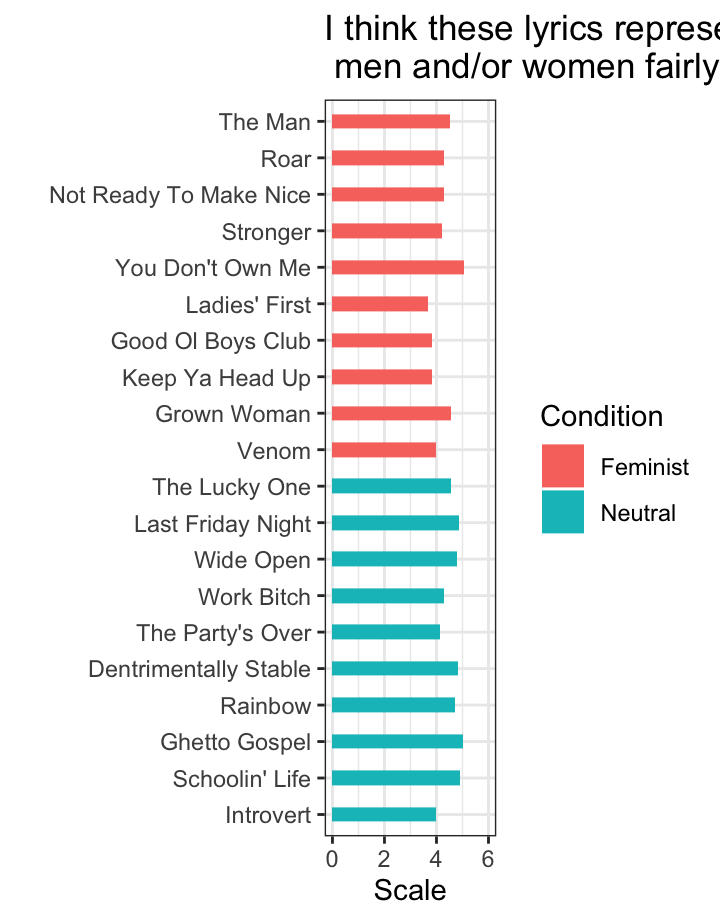 I think these lyrics represe
men and/or women fairly
The Man
Roar
Not Ready To Make Nice
Stronger
You Don't Own Me
Ladies' First
Good Ol Boys Club
Keep Ya Head Up
Grown Woman
Venom
The Lucky One
Last Friday Night
Wide Open
Work Bitch
The Party's Over
Dentrimentally Stable
Rainbow
Ghetto Gospel
Schoolin' Life
Introvert
0 2 4 6
Scale
Condition
Feminist
Neutral